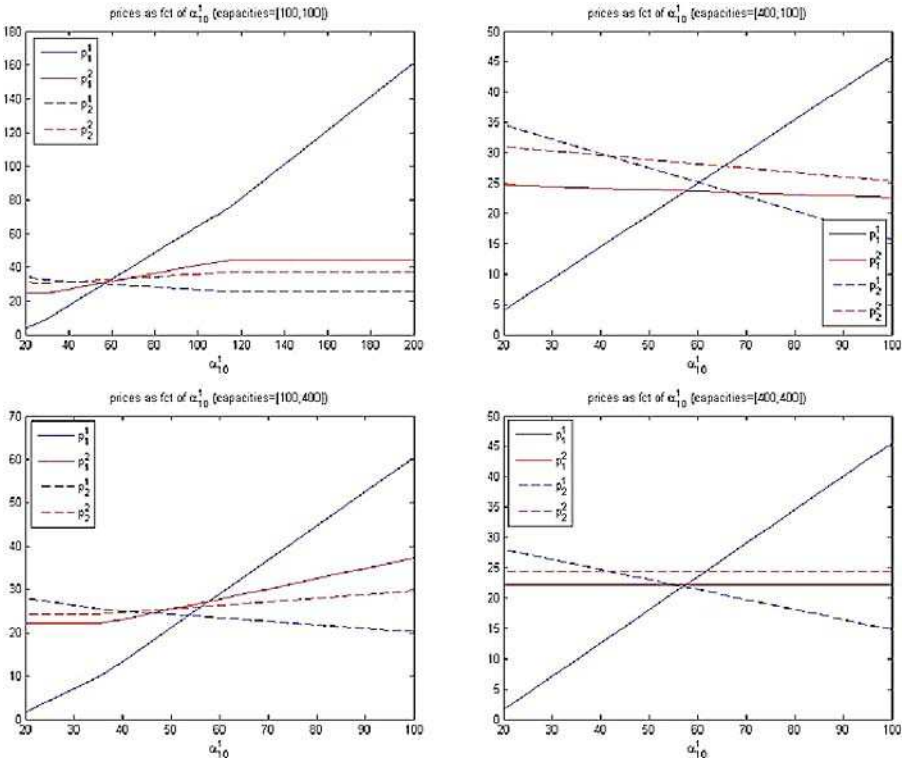 prices as fct of α¹₁₀ (capacities=[100,100])
180
160
140
120
100
80
60
40
20
0
p¹₁
p²₁
p¹₂
p²₂
20 40 60 80 100 120 140 160 180 200
α¹₁₀
prices as fct of α¹₁₀ (capacities=[400,100])
50
45
40
35
30
25
20
15
10
5
0
p¹₁
p²₁
p¹₂
p²₂
20 30 40 50 60 70 80 90 100
α¹₁₀
prices as fct of α¹₁₀ (capacities=[100,400])
70
60
50
40
30
20
10
0
p¹₁
p²₁
p¹₂
p²₂
20 30 40 50 60 70 80 90 100
α¹₁₀
prices as fct of α¹₁₀ (capacities=[400,400])
50
45
40
35
30
25
20
15
10
5
0
p¹₁
p²₁
p¹₂
p²₂
20 30 40 50 60 70 80 90 100
α¹₁₀